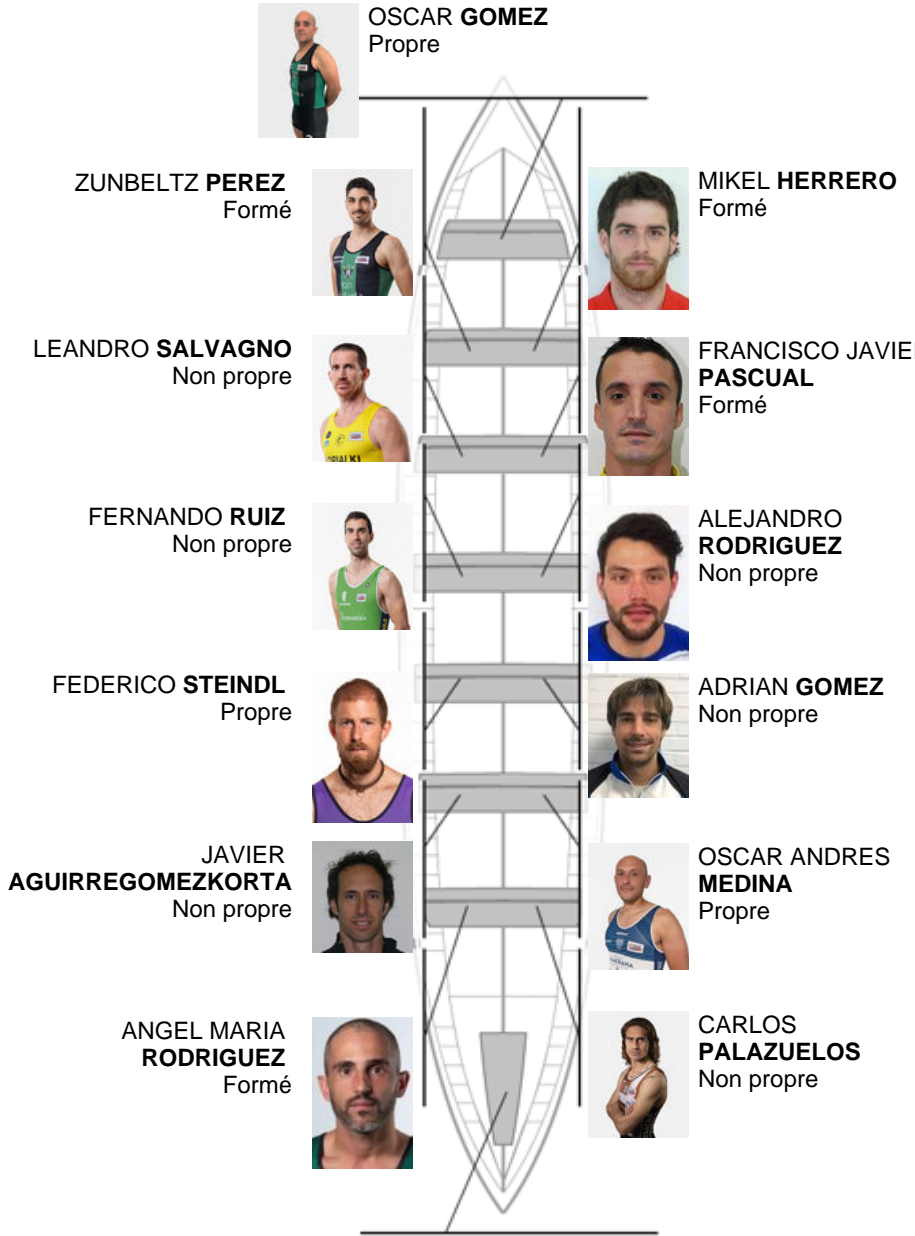 OSCAR GOMEZ
Propre
ZUNBELTZ PEREZ
Formé
MIKEL HERRERO
Formé
LEANDRO SALVAGNO
Non propre
FRANCISCO JAVIER
PASCUAL
Formé
FERNANDO RUIZ
Non propre
ALEJANDRO
RODRIGUEZ
Non propre
FEDERICO STEINDL
Propre
ADRIAN GOMEZ
Non propre
JAVIER
AGUIRREGOMEZKORTA
Non propre
OSCAR ANDRES
MEDINA
Propre
ANGEL MARIA
RODRIGUEZ
Formé
CARLOS
PALAZUELOS
Non propre